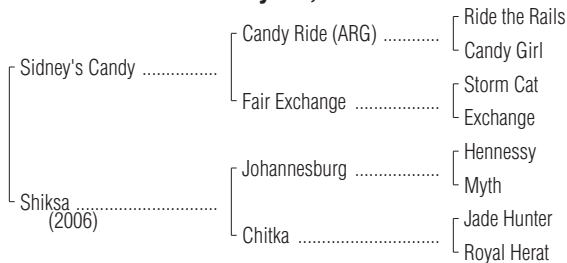 Ride the Rails
Candy Ride (ARG) ............
Candy Girl
Sidney's Candy ................
Storm Cat
Fair Exchange ..................
Exchange
Hennessy
Johannesburg ..................
Myth
Shiksa ..............................
(2006)
Jade Hunter
Chitka ..............................
Royal Herat